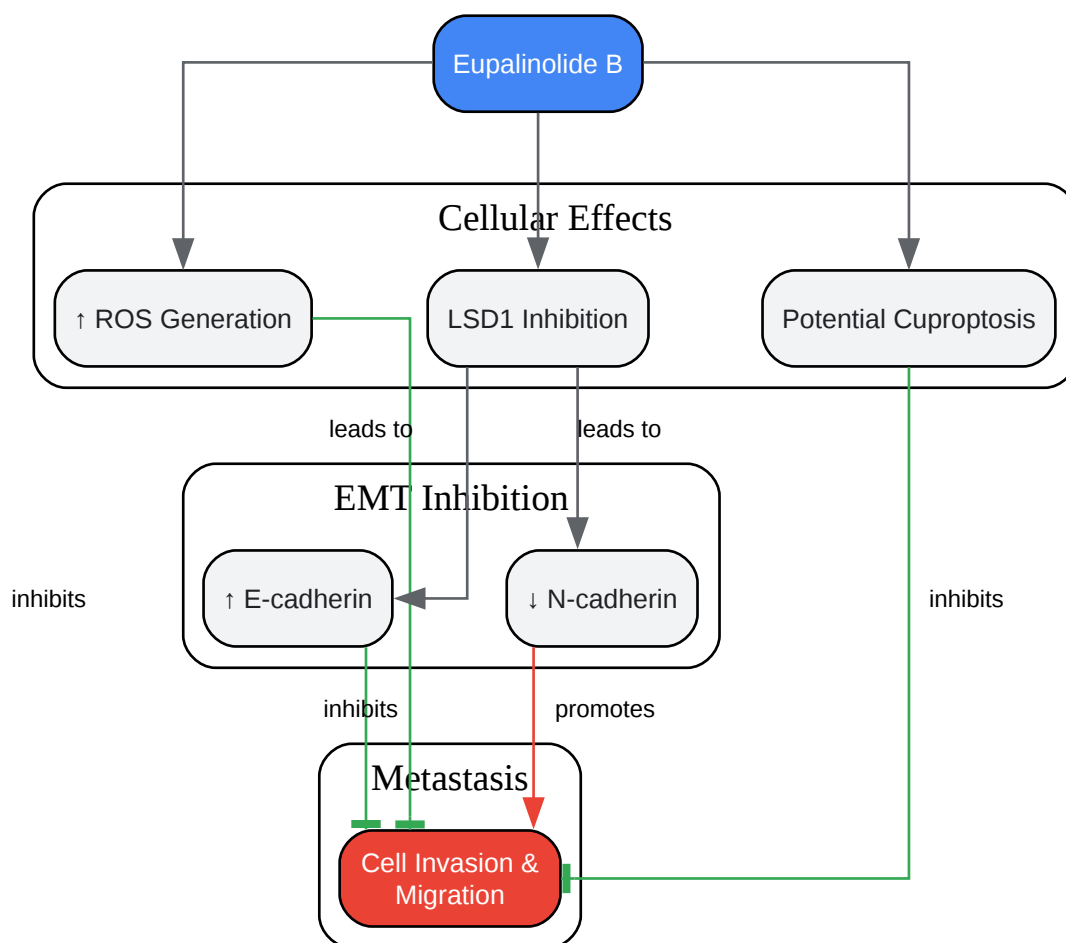 Eupalinolide B
Cellular Effects
↑ ROS Generation
LSD1 Inhibition
Potential Cuproptosis
leads to
leads to
EMT Inhibition
↑ E-cadherin
↓ N-cadherin
inhibits
inhibits
inhibits
promotes
Metastasis
Cell Invasion &
Migration